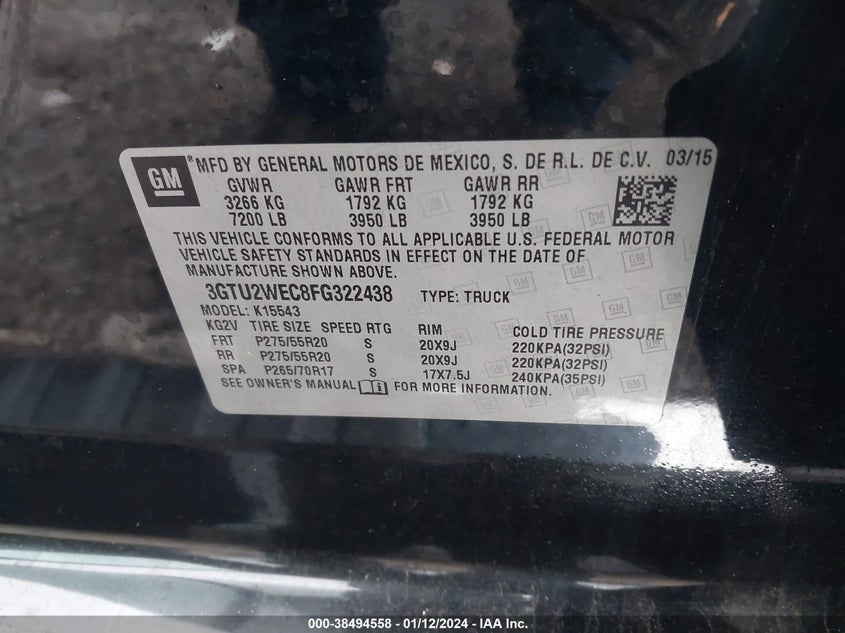 GM ® MFD BY GENERAL MOTORS DE MEXICO, S. DE R.L. DE C.V. 03/15
GVWR GAWR FRT GAWR RR
3266 KG 1792 KG 1792 KG
7200 LB 3950 LB 3950 LB
THIS VEHICLE CONFORMS TO ALL APPLICABLE U.S. FEDERAL MOTOR
VEHICLE SAFETY STANDARDS IN EFFECT ON THE DATE OF
MANUFACTURE SHOWN ABOVE.
3GTU2WEC8FG322438 TYPE: TRUCK
MODEL: K15543
KG2V TIRE SIZE SPEED RTG RIM COLD TIRE PRESSURE
FRT P275/55R20 S 20X9J 220KPA(32PSI)
RR P275/55R20 S 20X9J 220KPA(32PSI)
SPA P265/70R17 S 17X7.5J 240KPA(35PSI)
SEE OWNER'S MANUAL FOR MORE INFORMATION.
000-38494558 - 01/12/2024 - IAA Inc.